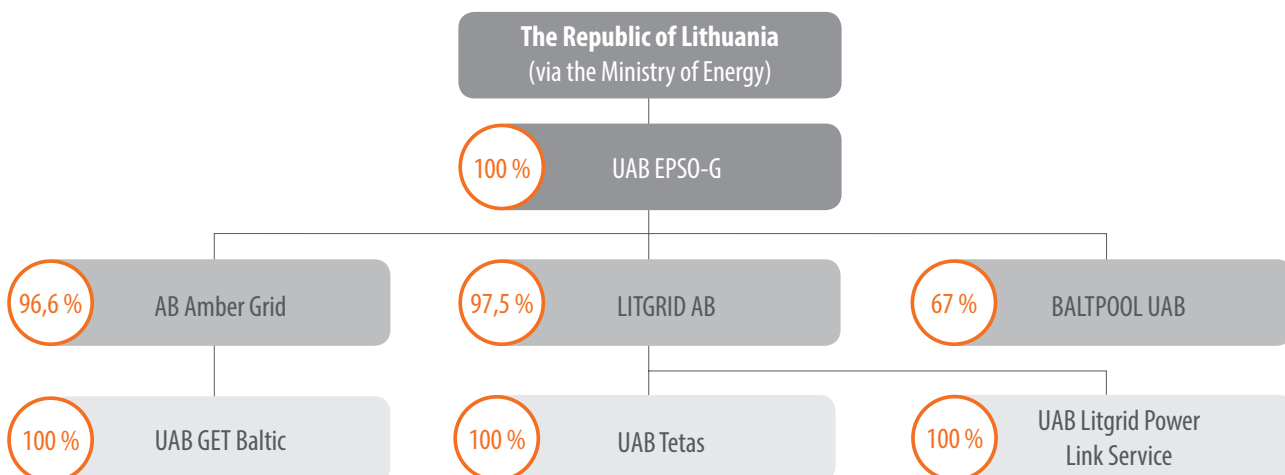 The Republic of Lithuania
(via the Ministry of Energy)
100 %
UAB EPSO-G
96,6 %
AB Amber Grid
97,5 %
LITGRID AB
67 %
BALTPOOL UAB
100 %
UAB GET Baltic
100 %
UAB Tetas
100 %
UAB Litgrid Power
Link Service